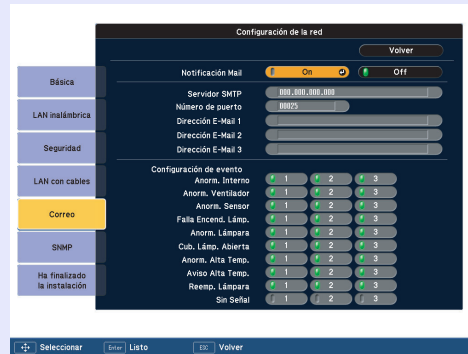 Configuración de la red
Volver
Notificación Mail On Off
Servidor SMTP 000.000.000.000
Número de puerto 00025
Dirección E-Mail 1
Dirección E-Mail 2
Dirección E-Mail 3
Configuración de evento
Anorm. Interno 1 2 3
Anorm. Ventilador 1 2 3
Anorm. Sensor 1 2 3
Falla Encend. Lámp. 1 2 3
Anorm. Lámpara 1 2 3
Cub. Lámp. Abierta 1 2 3
Anorm. Alta Temp. 1 2 3
Aviso Alta Temp. 1 2 3
Reemp. Lámpara 1 2 3
Sin Señal 1 2 3
Básica
LAN inalámbrica
Seguridad
LAN con cables
Correo
SNMP
Ha finalizado
la instalación
Seleccionar Enter Listo ESC Volver